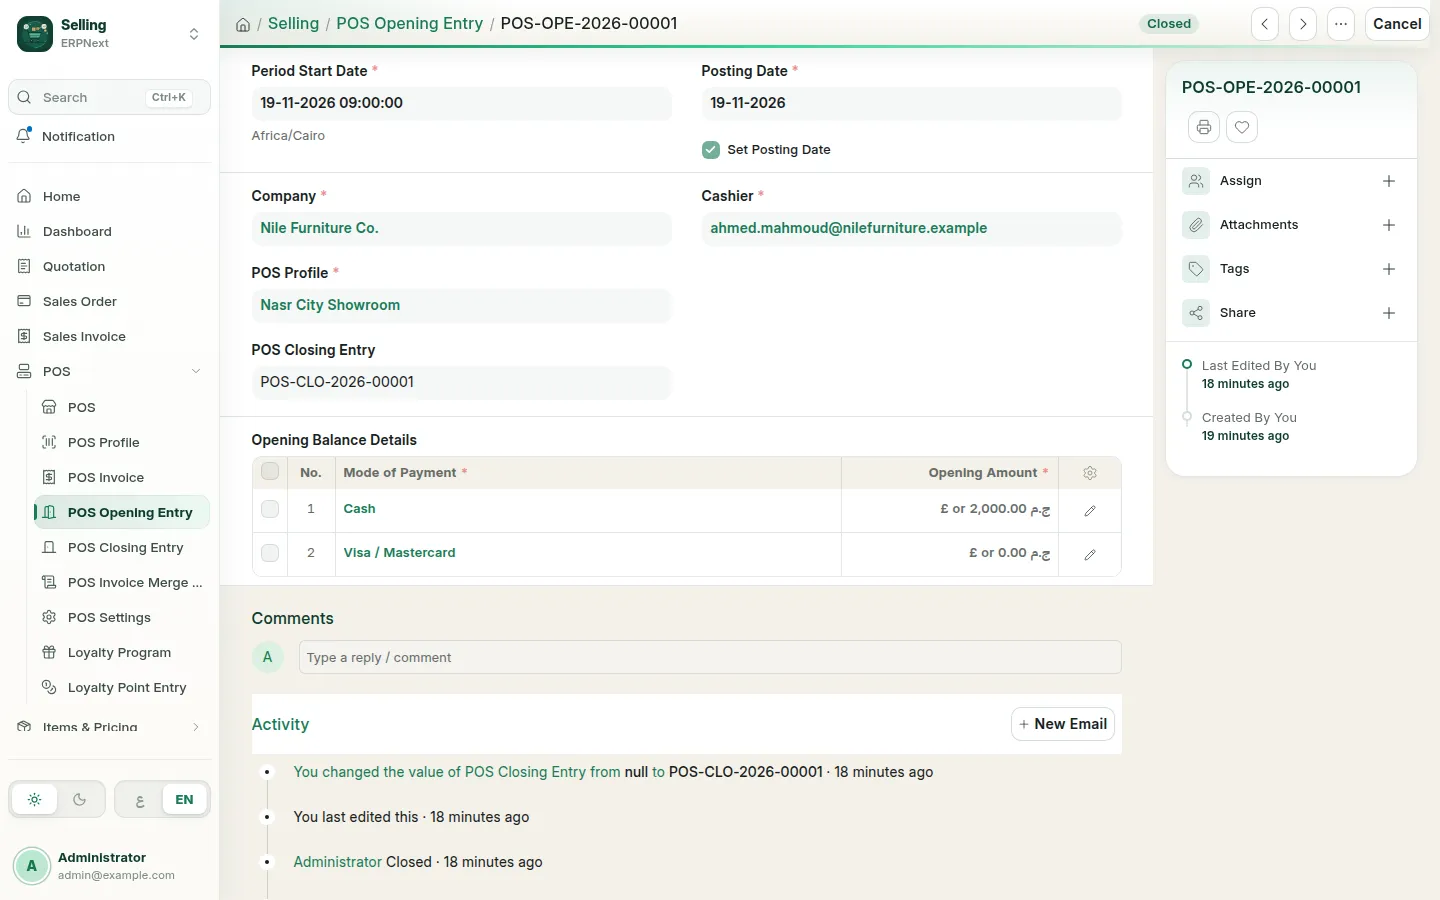 Selling
ERPNext
Search Ctrl+K
Notification
Home
Dashboard
Quotation
Sales Order
Sales Invoice
POS
POS
POS Profile
POS Invoice
POS Opening Entry
POS Closing Entry
POS Invoice Merge ...
POS Settings
Loyalty Program
Loyalty Point Entry
Items & Pricing
ع EN
A
Administrator
admin@example.com
/ Selling / POS Opening Entry / POS-OPE-2026-00001
Closed
... Cancel
Period Start Date * Posting Date *
19-11-2026 09:00:00 19-11-2026
Africa/Cairo
Set Posting Date
Company * Cashier *
Nile Furniture Co. ahmed.mahmoud@nilefurniture.example
POS Profile *
Nasr City Showroom
POS Closing Entry
POS-CLO-2026-00001
Opening Balance Details
No. Mode of Payment * Opening Amount *
1 Cash £ or 2,000.00 ج.م
2 Visa / Mastercard £ or 0.00 ج.م
Comments
A Type a reply / comment
Activity + New Email
You changed the value of POS Closing Entry from null to POS-CLO-2026-00001 · 18 minutes ago
You last edited this · 18 minutes ago
Administrator Closed · 18 minutes ago
POS-OPE-2026-00001
Assign +
Attachments +
Tags +
Share +
Last Edited By You
18 minutes ago
Created By You
19 minutes ago